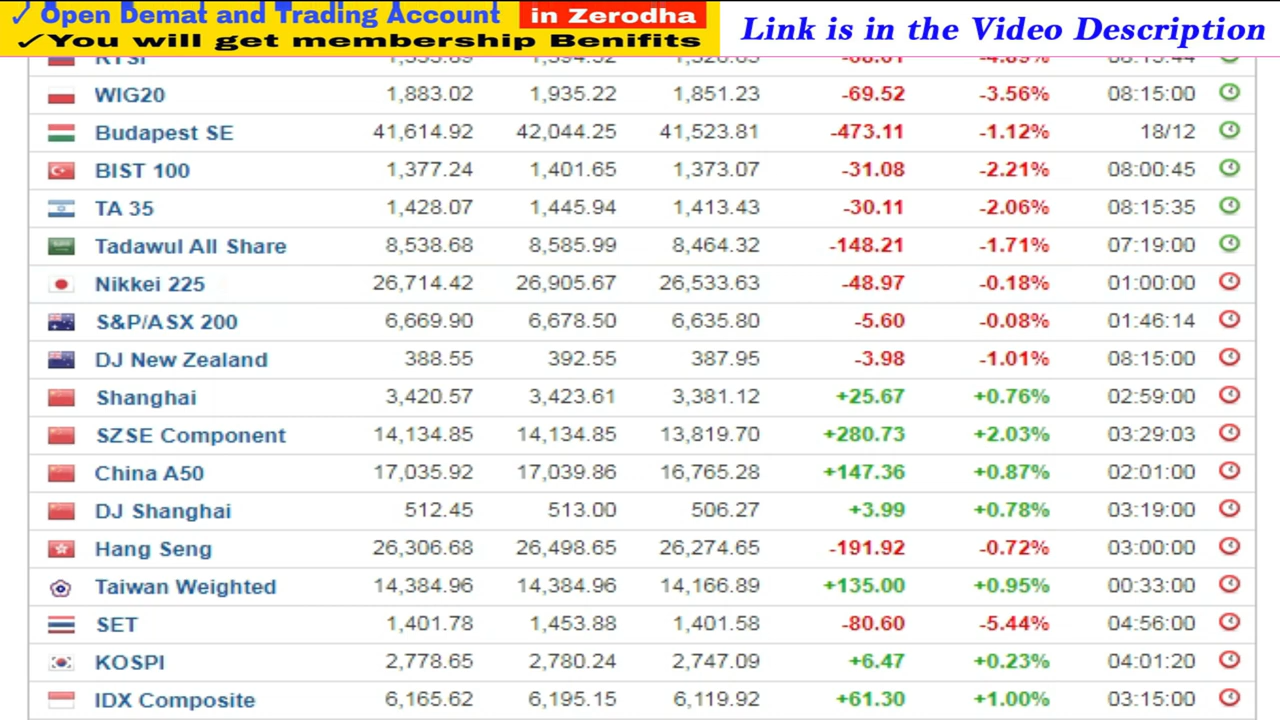 ✓ Open Demat and Trading Account in Zerodha
✓You will get membership Benifits
Link is in the Video Description
WIG20 1,883.02 1,935.22 1,851.23 -69.52 -3.56% 08:15:00
Budapest SE 41,614.92 42,044.25 41,523.81 -473.11 -1.12% 18/12
BIST 100 1,377.24 1,401.65 1,373.07 -31.08 -2.21% 08:00:45
TA 35 1,428.07 1,445.94 1,413.43 -30.11 -2.06% 08:15:35
Tadawul All Share 8,538.68 8,585.99 8,464.32 -148.21 -1.71% 07:19:00
Nikkei 225 26,714.42 26,905.67 26,533.63 -48.97 -0.18% 01:00:00
S&P/ASX 200 6,669.90 6,678.50 6,635.80 -5.60 -0.08% 01:46:14
DJ New Zealand 388.55 392.55 387.95 -3.98 -1.01% 08:15:00
Shanghai 3,420.57 3,423.61 3,381.12 +25.67 +0.76% 02:59:00
SZSE Component 14,134.85 14,134.85 13,819.70 +280.73 +2.03% 03:29:03
China A50 17,035.92 17,039.86 16,765.28 +147.36 +0.87% 02:01:00
DJ Shanghai 512.45 513.00 506.27 +3.99 +0.78% 03:19:00
Hang Seng 26,306.68 26,498.65 26,274.65 -191.92 -0.72% 03:00:00
Taiwan Weighted 14,384.96 14,384.96 14,166.89 +135.00 +0.95% 00:33:00
SET 1,401.78 1,453.88 1,401.58 -80.60 -5.44% 04:56:00
KOSPI 2,778.65 2,780.24 2,747.09 +6.47 +0.23% 04:01:20
IDX Composite 6,165.62 6,195.15 6,119.92 +61.30 +1.00% 03:15:00